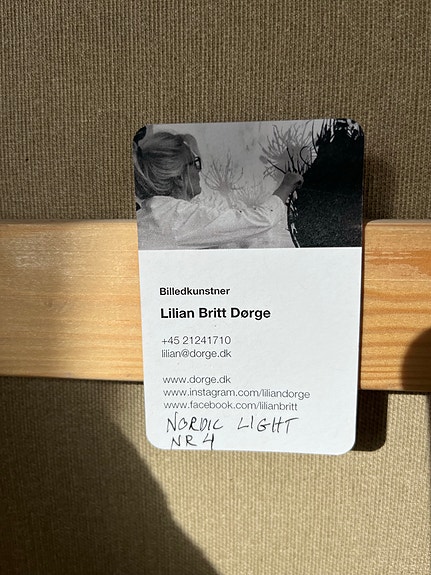 Billedkunstner
Lilian Britt Dørge
+45 21241710
lilian@dorge.dk
www.dorge.dk
www.instagram.com/liliandorge
www.facebook.com/lilianbritt
NORDIC LIGHT
NR 4